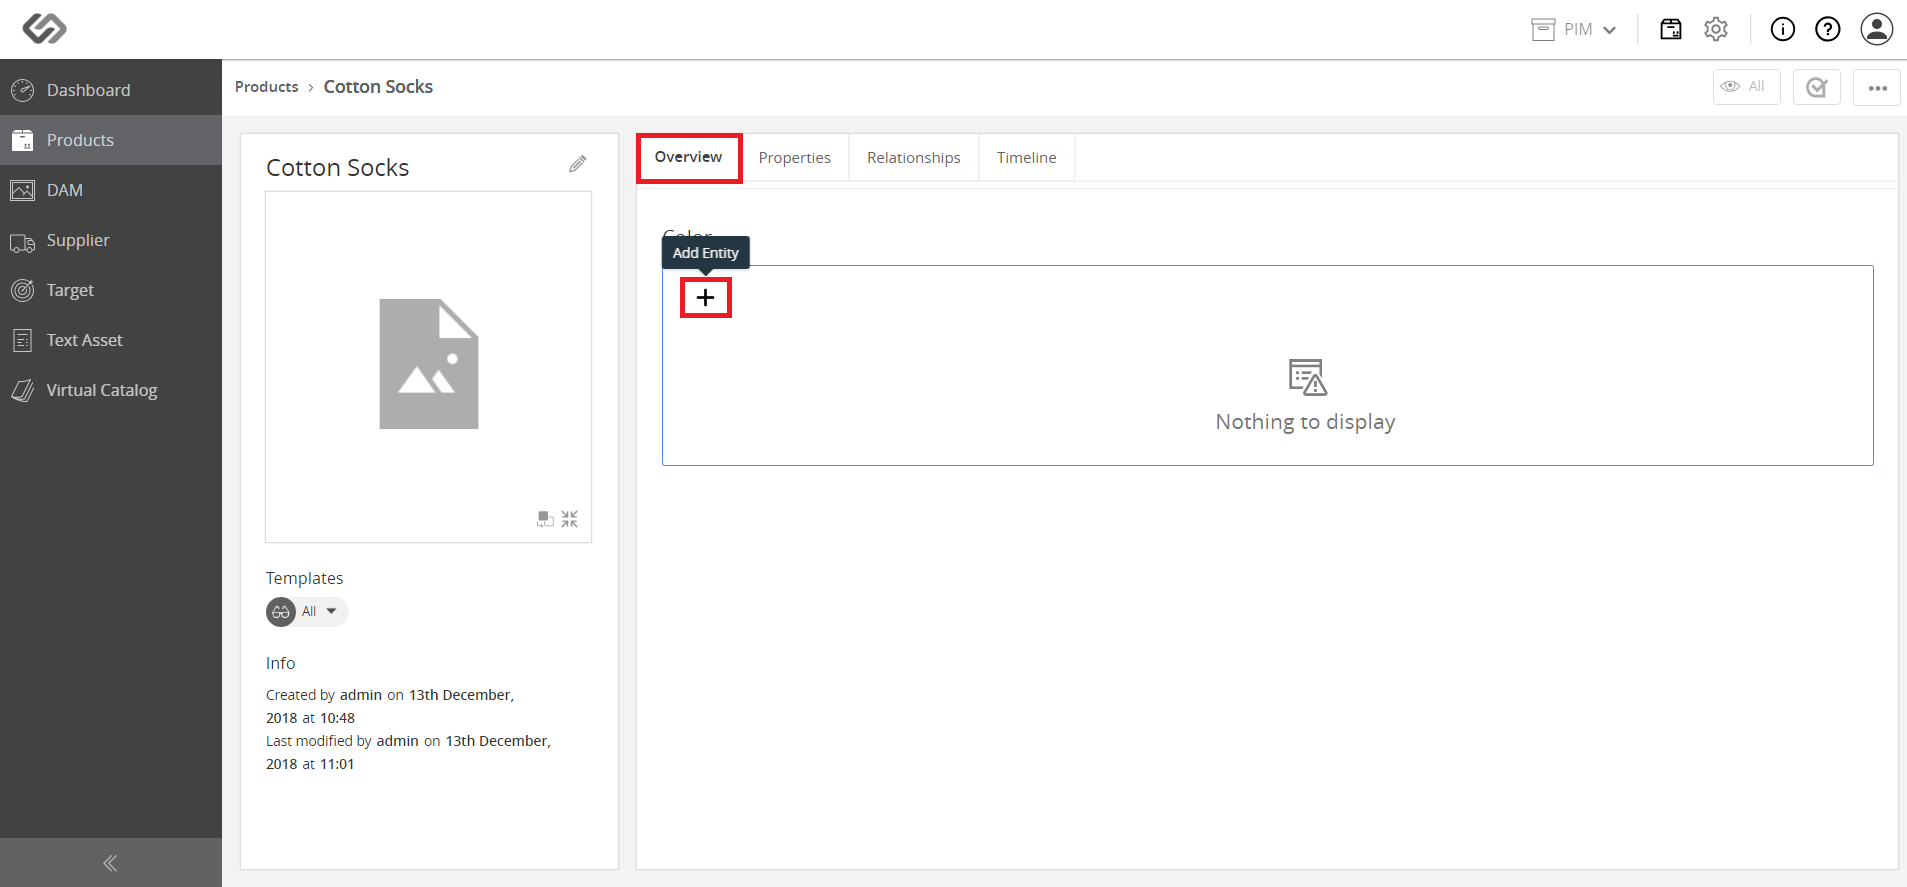 PIM
Dashboard
Products
DAM
Supplier
Target
Text Asset
Virtual Catalog
Products › Cotton Socks
All
Cotton Socks
Templates
All
Info
Created by admin on 13th December,
2018 at 10:48
Last modified by admin on 13th December,
2018 at 11:01
Overview
Properties
Relationships
Timeline
Color
Add Entity
Nothing to display